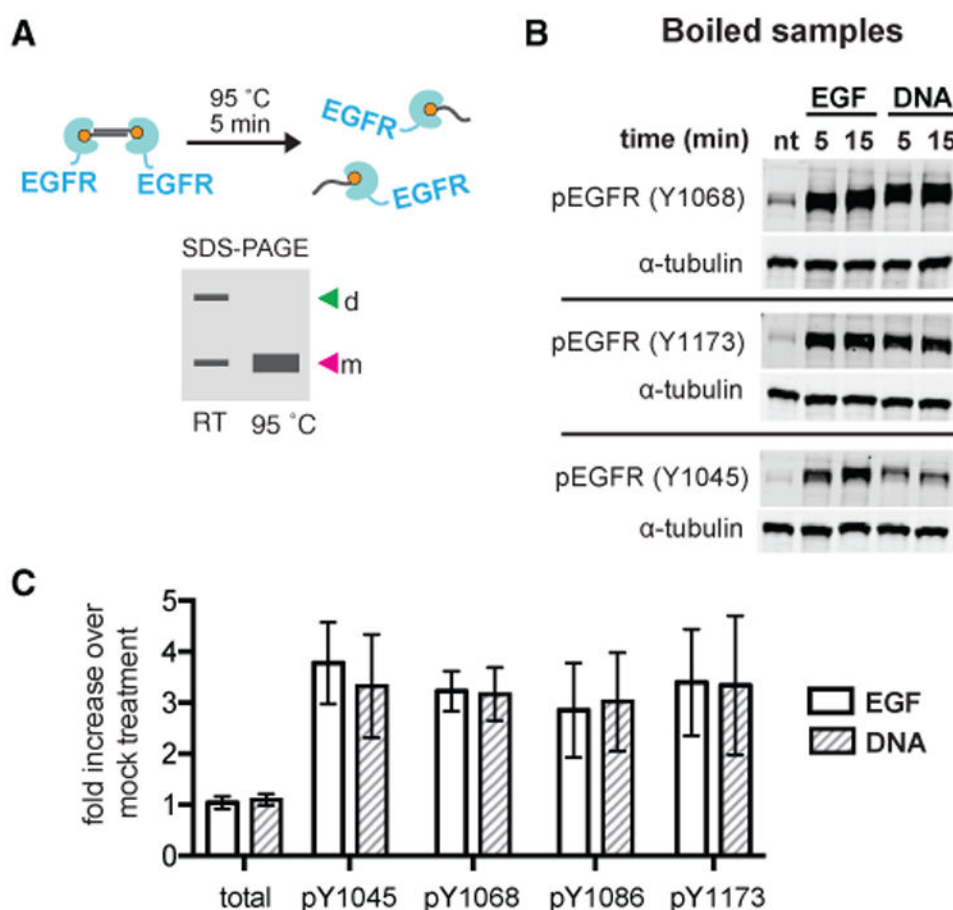 A
95 ˚C
5 min
EGFR
EGFR
EGFR
EGFR
SDS-PAGE
d
m
RT 95 ˚C
B
Boiled samples
EGF DNA
time (min) nt 5 15 5 15
pEGFR (Y1068)
α-tubulin
pEGFR (Y1173)
α-tubulin
pEGFR (Y1045)
α-tubulin
C
fold increase over
mock treatment
5
4
3
2
1
0
total pY1045 pY1068 pY1086 pY1173
EGF
DNA